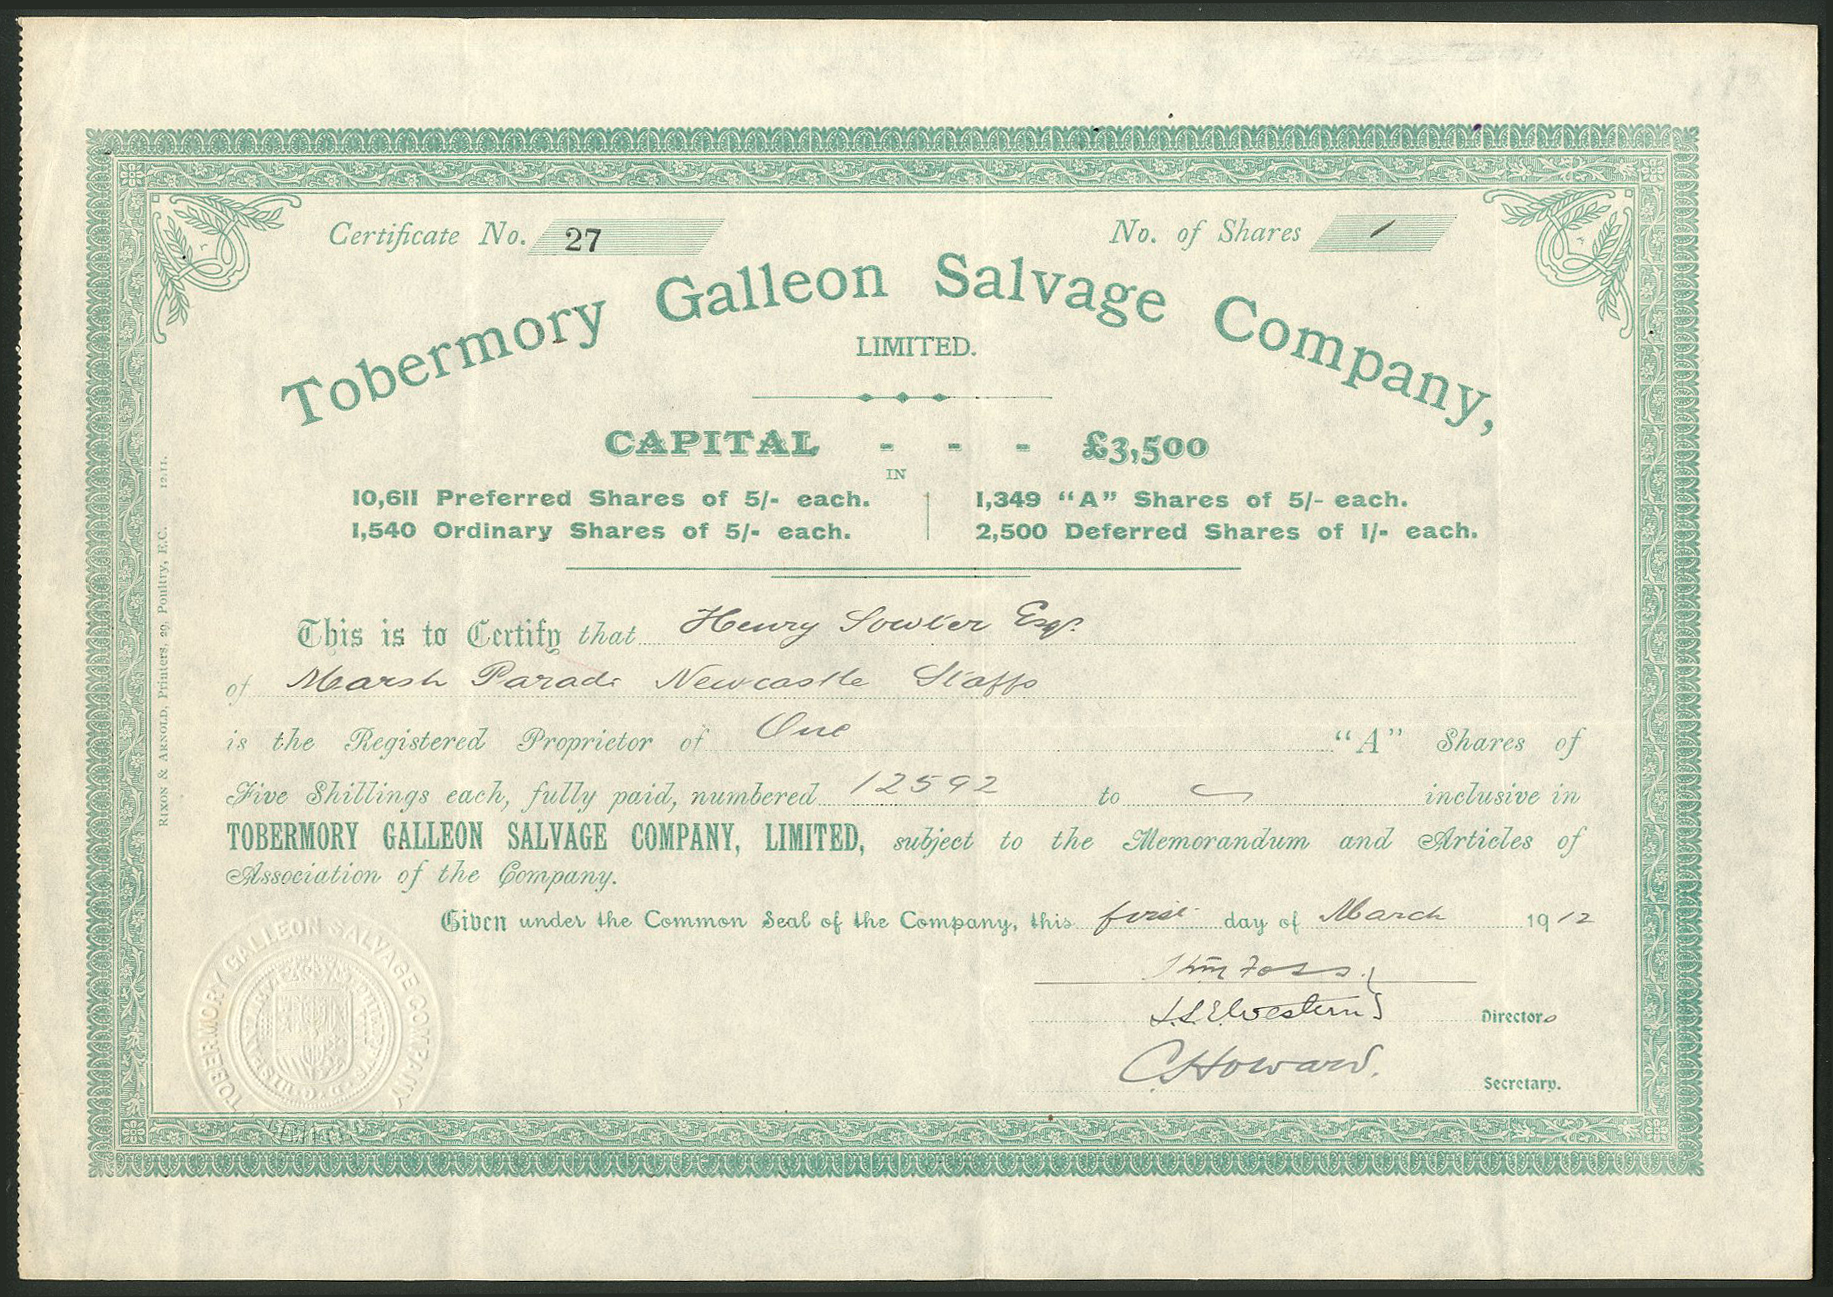 Certificate No. 27
No. of Shares 1
Tobermory Galleon Salvage Company,
LIMITED.
CAPITAL - - - £3,500
IN
10,611 Preferred Shares of 5/- each.
1,540 Ordinary Shares of 5/- each.
1,349 "A" Shares of 5/- each.
2,500 Deferred Shares of 1/- each.
This is to Certify that Henry Sowter Esqr.
of Marsh Parade Newcastle Staffs
is the Registered Proprietor of One "A" Shares of
Five Shillings each, fully paid, numbered 12592 to inclusive in
TOBERMORY GALLEON SALVAGE COMPANY, LIMITED, subject to the Memorandum and Articles of
Association of the Company.
Given under the Common Seal of the Company, this first day of March 1912
Foss
Directors
C Howard.
Secretary.
RIXON & ARNOLD, Printers, 29, Poultry, E.C. 12.11.
TOBERMORY GALLEON SALVAGE COMPANY